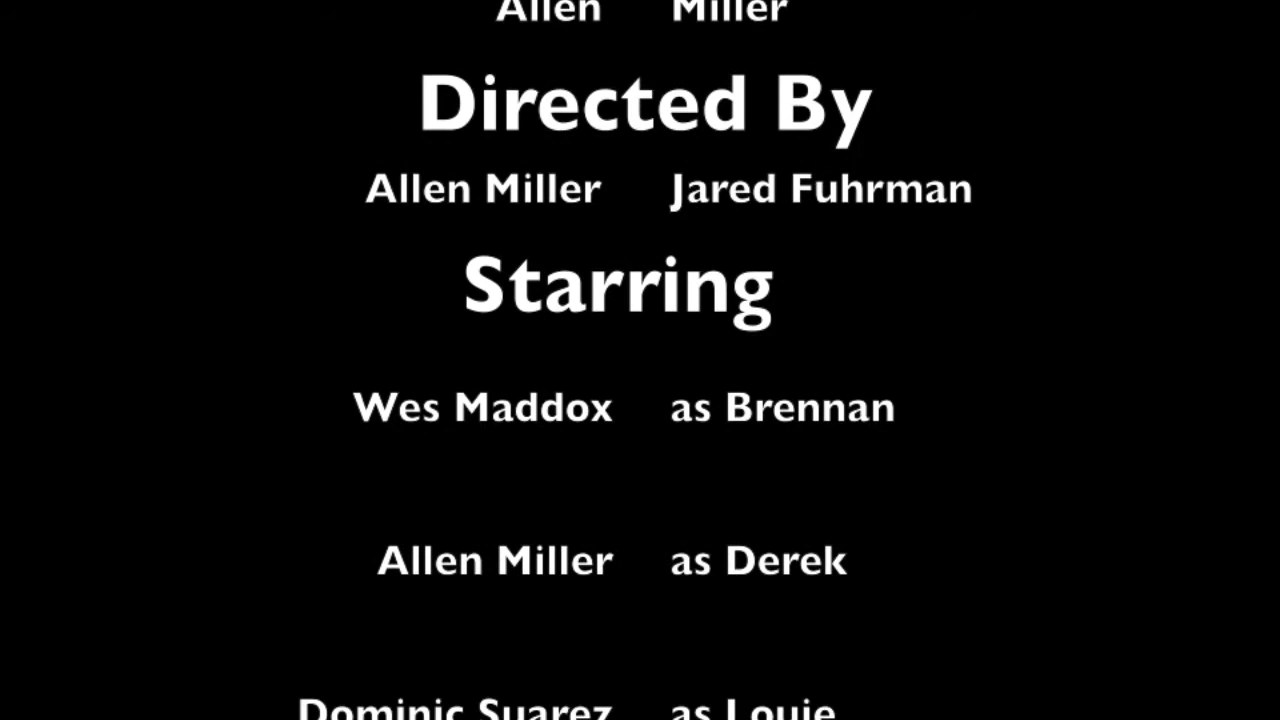 Allen Miller
Directed By
Allen Miller Jared Fuhrman
Starring
Wes Maddox as Brennan
Allen Miller as Derek
Dominic Suarez as Louie